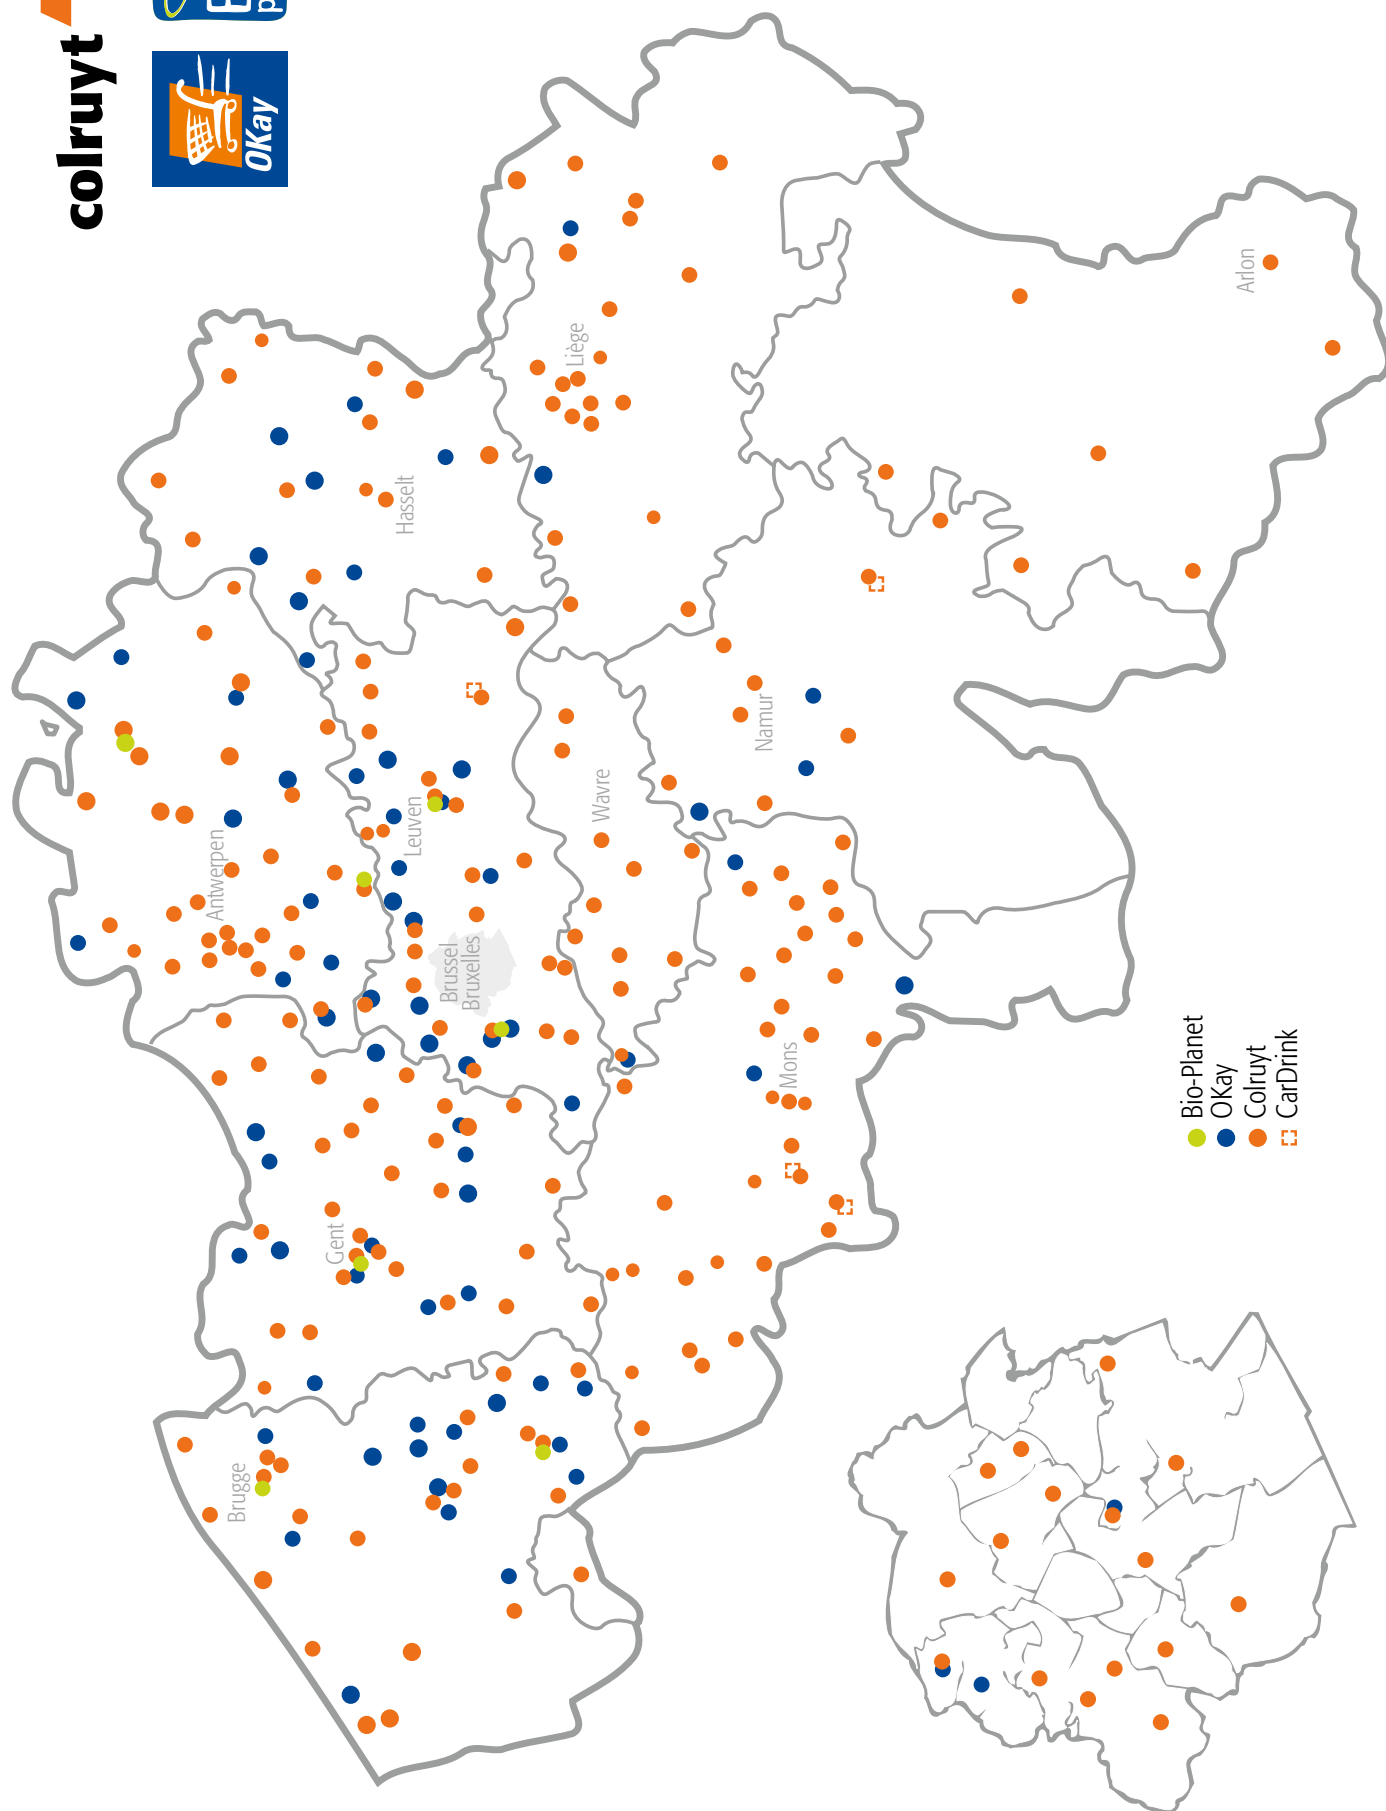 colruyt
OKay
Brugge
Gent
Antwerpen
Hasselt
Leuven
Brussel
Bruxelles
Wavre
Liège
Mons
Namur
Arlon
Bio-Planet
OKay
Colruyt
CarDrink